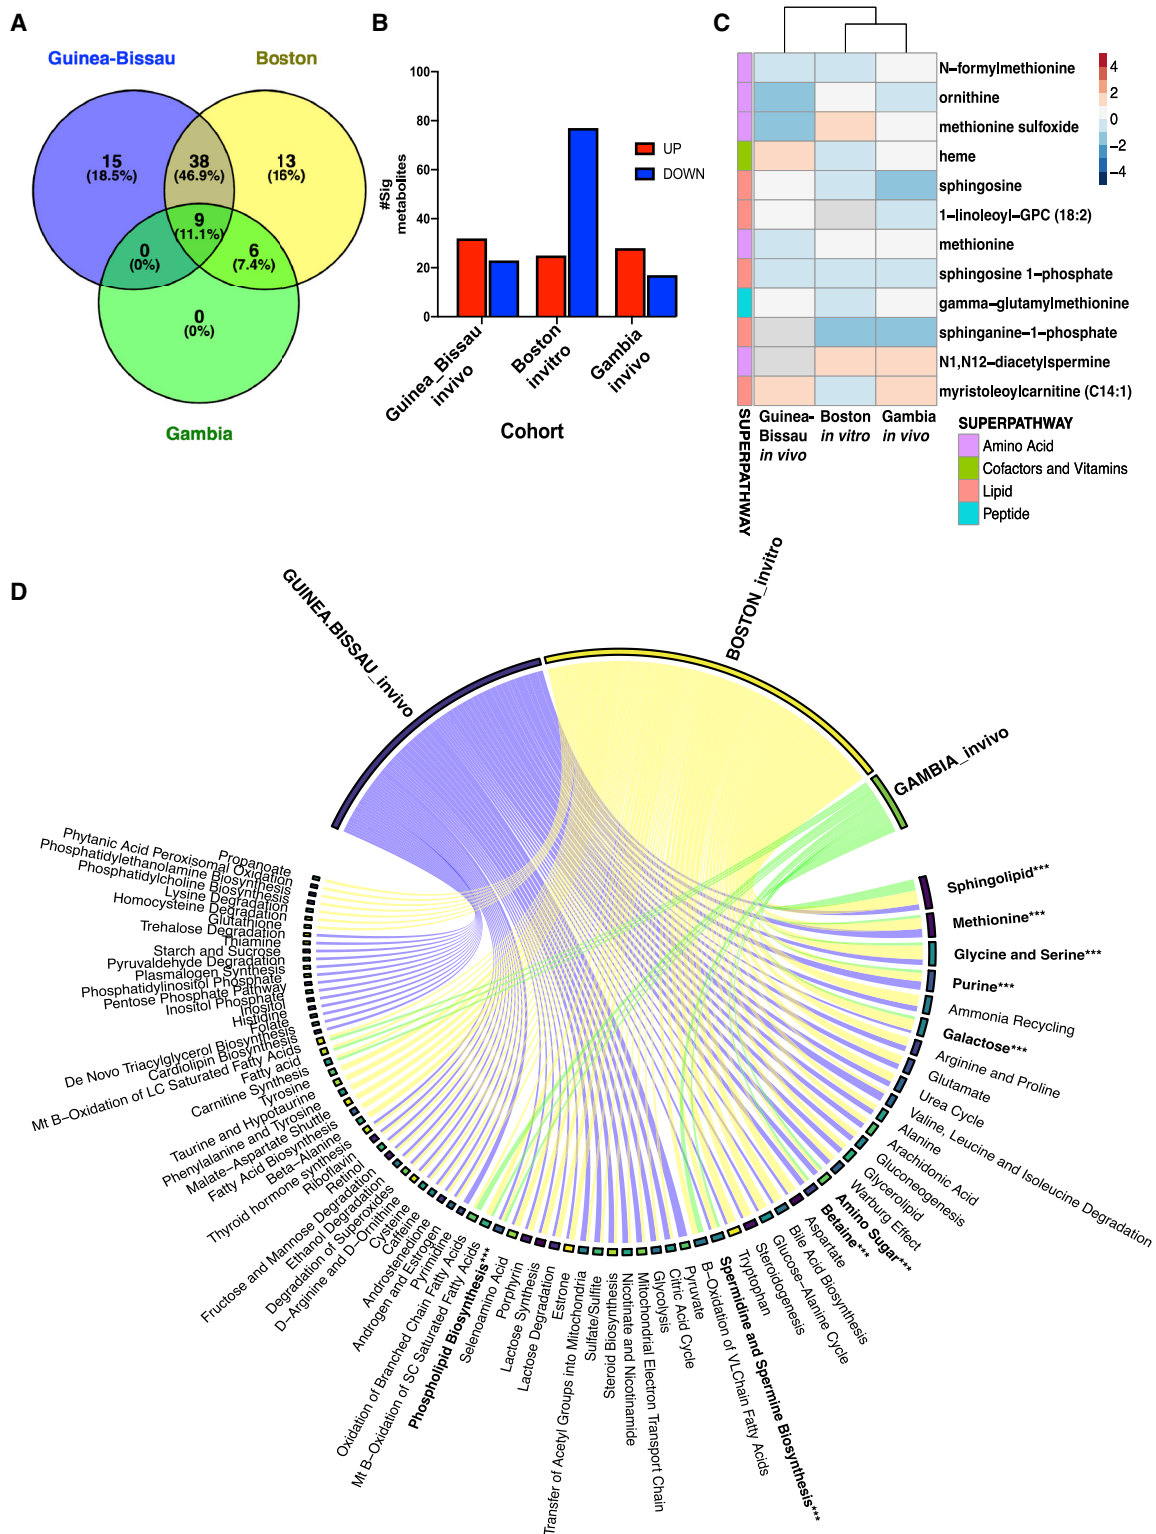 A
Guinea-Bissau
Boston
15
(18.5%)
38
(46.9%)
13
(16%)
9
(11.1%)
0
(0%)
6
(7.4%)
0
(0%)
Gambia
B
#Sig
metabolites
100
80
60
40
20
0
UP
DOWN
Guinea_Bissau
invivo
Boston
invitro
Gambia
invivo
Cohort
C
N−formylmethionine
ornithine
methionine sulfoxide
heme
sphingosine
1−linoleoyl−GPC (18:2)
methionine
sphingosine 1−phosphate
gamma−glutamylmethionine
sphinganine−1−phosphate
N1,N12−diacetylspermine
myristoleoylcarnitine (C14:1)
4
2
0
−2
−4
SUPERPATHWAY
Guinea-
Bissau
in vivo
Boston
in vitro
Gambia
in vivo
SUPERPATHWAY
Amino Acid
Cofactors and Vitamins
Lipid
Peptide
D
GUINEA.BISSAU_invivo
BOSTON_invitro
GAMBIA_invivo
Sphingolipid***
Methionine***
Glycine and Serine***
Purine***
Ammonia Recycling
Galactose***
Arginine and Proline
Glutamate
Urea Cycle
Valine, Leucine and Isoleucine Degradation
Alanine
Arachidonic Acid
Gluconeogenesis
Glycerolipid
Warburg Effect
Amino Sugar***
Betaine***
Aspartate
Bile Acid Biosynthesis
Glucose−Alanine Cycle
Steroidogenesis
Tryptophan
Spermidine and Spermine Biosynthesis***
B−Oxidation of VLChain Fatty Acids
Pyruvate
Citric Acid Cycle
Glycolysis
Mitochondrial Electron Transport Chain
Nicotinate and Nicotinamide
Steroid Biosynthesis
Sulfate/Sulfite
Transfer of Acetyl Groups into Mitochondria
Estrone
Lactose Degradation
Lactose Synthesis
Porphyrin
Selenoamino Acid
Phospholipid Biosynthesis***
Mt B−Oxidation of SC Saturated Fatty Acids
Oxidation of Branched Chain Fatty Acids
Pyrimidine
Androgen and Estrogen
Androstenedione
Caffeine
Cysteine
D−Arginine and D−Ornithine
Degradation of Superoxides
Ethanol Degradation
Fructose and Mannose Degradation
Retinol
Riboflavin
Thyroid hormone synthesis
Beta−Alanine
Fatty Acid Biosynthesis
Malate−Aspartate Shuttle
Phenylalanine and Tyrosine
Taurine and Hypotaurine
Tyrosine
Carnitine Synthesis
Fatty acid
Mt B−Oxidation of LC Saturated Fatty Acids
Cardiolipin Biosynthesis
De Novo Triacylglycerol Biosynthesis
Folate
Histidine
Inositol
Inositol Phosphate
Pentose Phosphate Pathway
Phosphatidylinositol Phosphate
Plasmalogen Synthesis
Pyruvaldehyde Degradation
Starch and Sucrose
Thiamine
Trehalose Degradation
Glutathione
Homocysteine Degradation
Lysine Degradation
Phosphatidylcholine Biosynthesis
Phosphatidylethanolamine Biosynthesis
Phytanic Acid Peroxisomal Oxidation
Propanoate